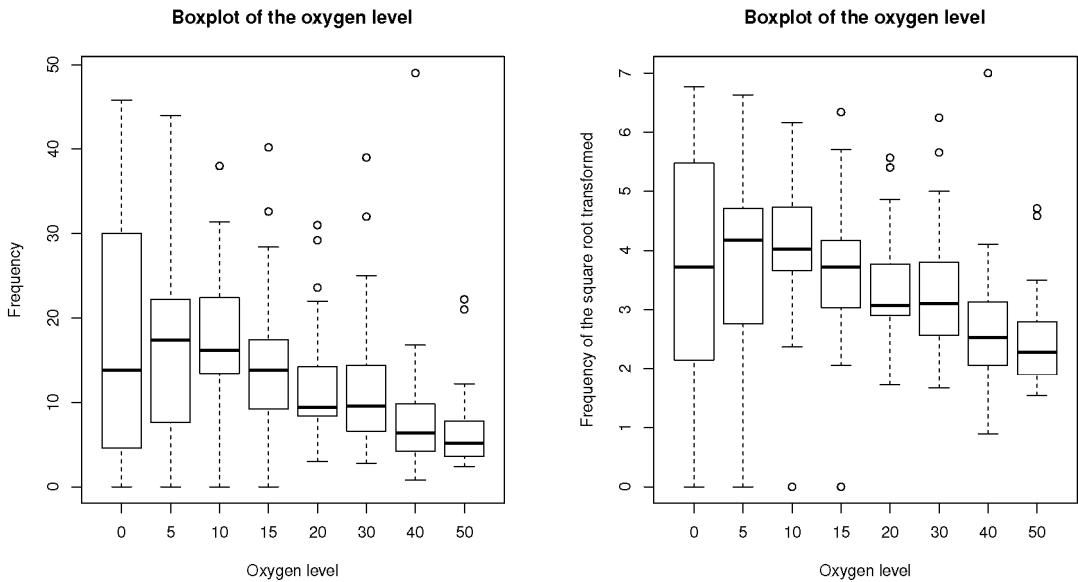 Boxplot of the oxygen level
Frequency
50
40
30
20
10
0
0 5 10 15 20 30 40 50
Oxygen level
Boxplot of the oxygen level
Frequency of the square root transformed
7
6
5
4
3
2
1
0
0 5 10 15 20 30 40 50
Oxygen level